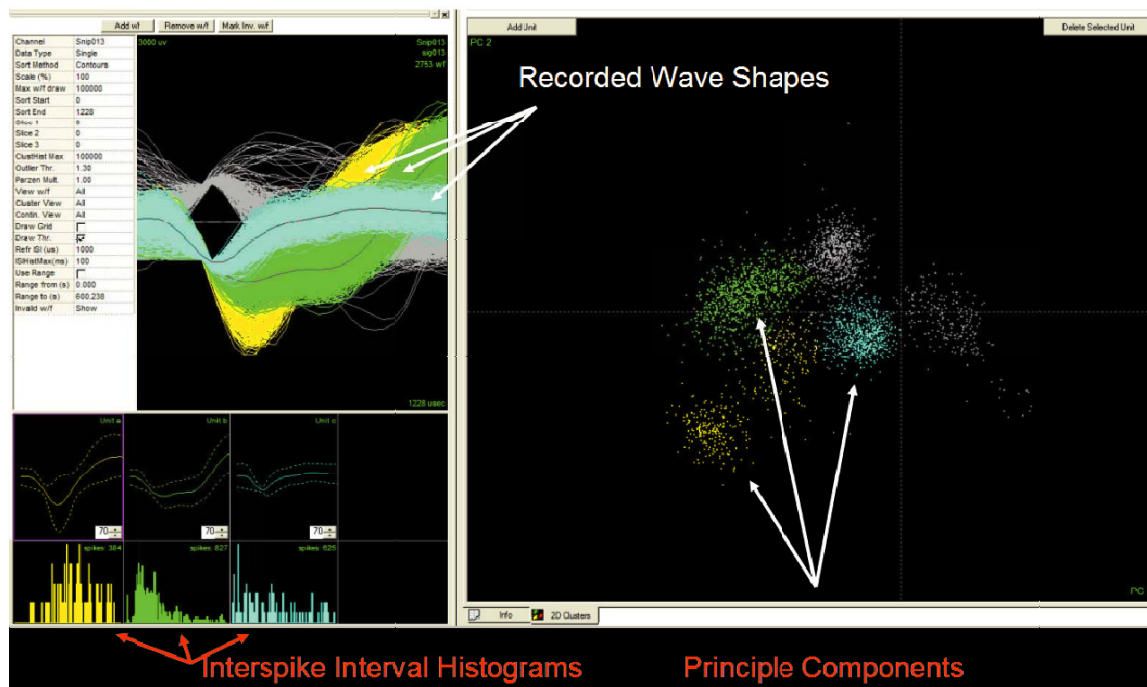 Add wf Remove w/f Mark Inv. w/f
Channel Snip013
Data Type Single
Sort Method Contours
Scale (%) 100
Max w/f draw 100000
Sort Start 0
Sort End 1228
Slice 2 0
Slice 3 0
ClustHist Max 100000
Outlier Thr. 1.30
Parzen Mult. 1.00
View w/f All
Cluster View All
Contin. View All
Draw Grid
Draw Thr.
Refr ISI (us) 1000
ISIHistMax(ms) 100
Use Range
Range from (s) 0.000
Range to (s) 600.238
Invalid w/f Show
3000 uv
Snip013
sig013
2753 wf
1228 usec
Recorded Wave Shapes
Add Unit
Delete Selected Unit
PC 2
PC
Unit a Unit b Unit c
70 70 70
spikes: 384 spikes: 827 spikes: 625
Info 2D Clusters
Interspike Interval Histograms
Principle Components